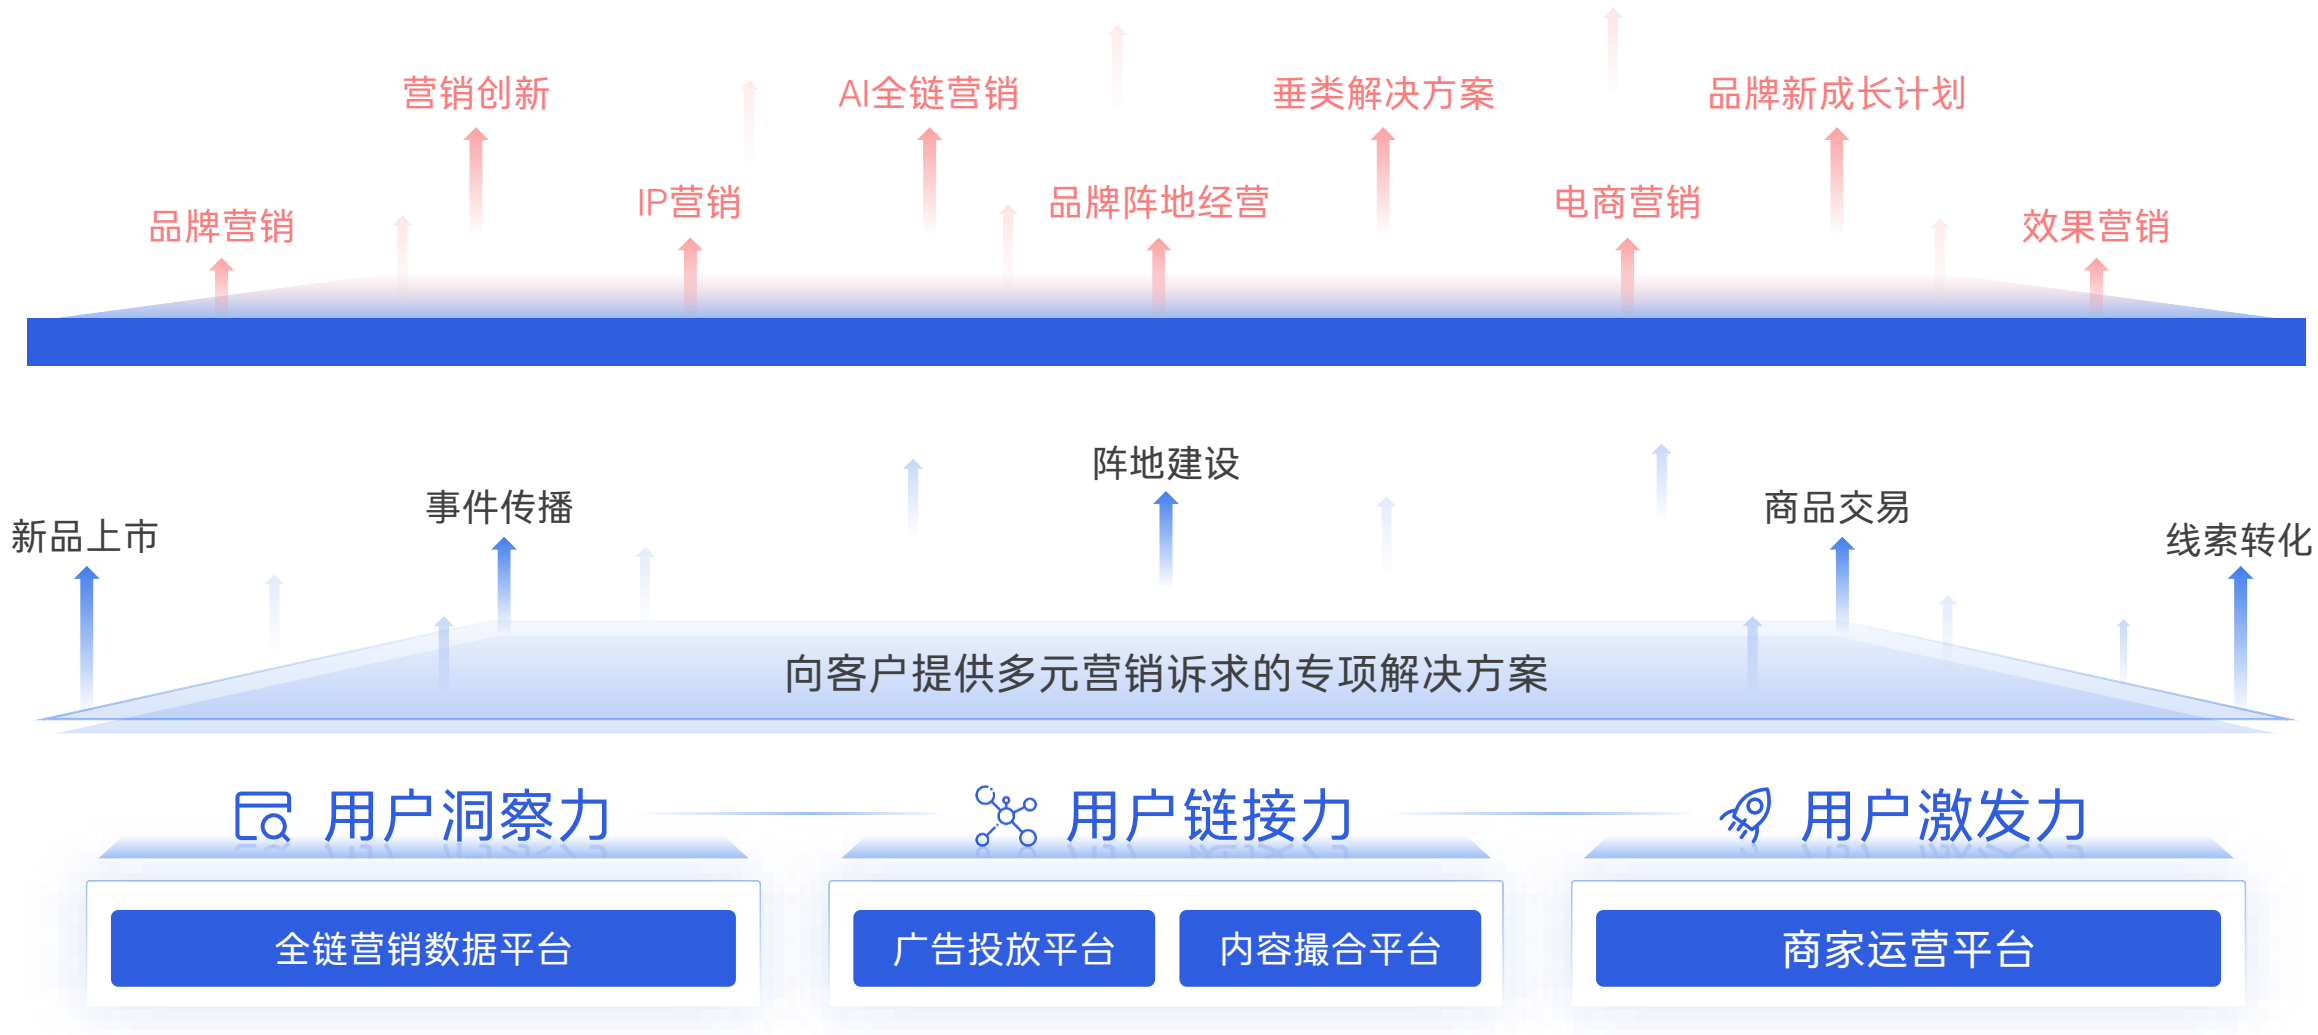 营销创新
AI全链营销
垂类解决方案
品牌新成长计划
品牌营销
IP营销
品牌阵地经营
电商营销
效果营销
新品上市
事件传播
阵地建设
商品交易
线索转化
向客户提供多元营销诉求的专项解决方案
用户洞察力
用户链接力
用户激发力
全链营销数据平台
广告投放平台
内容撮合平台
商家运营平台